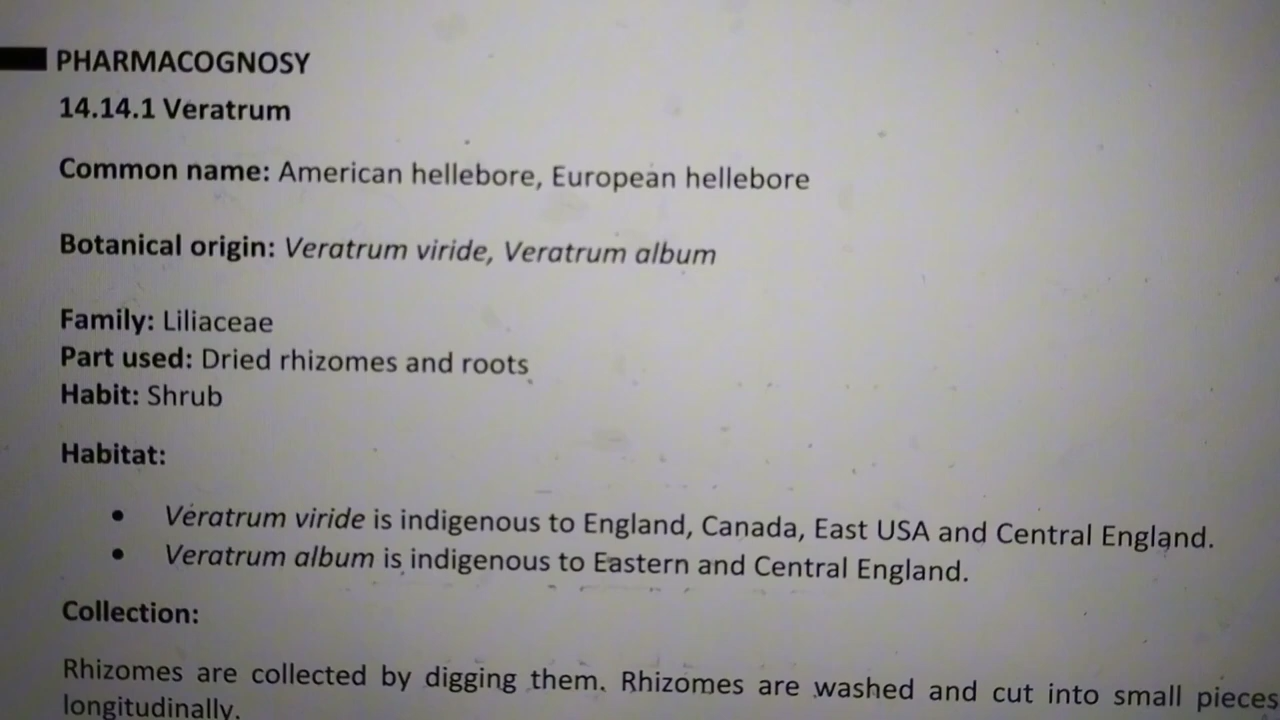 PHARMACOGNOSY
14.14.1 Veratrum
Common name: American hellebore, European hellebore
Botanical origin: Veratrum viride, Veratrum album
Family: Liliaceae
Part used: Dried rhizomes and roots
Habit: Shrub
Habitat:
• Veratrum viride is indigenous to England, Canada, East USA and Central England.
• Veratrum album is indigenous to Eastern and Central England.
Collection:
Rhizomes are collected by digging them. Rhizomes are washed and cut into small pieces
longitudinally.